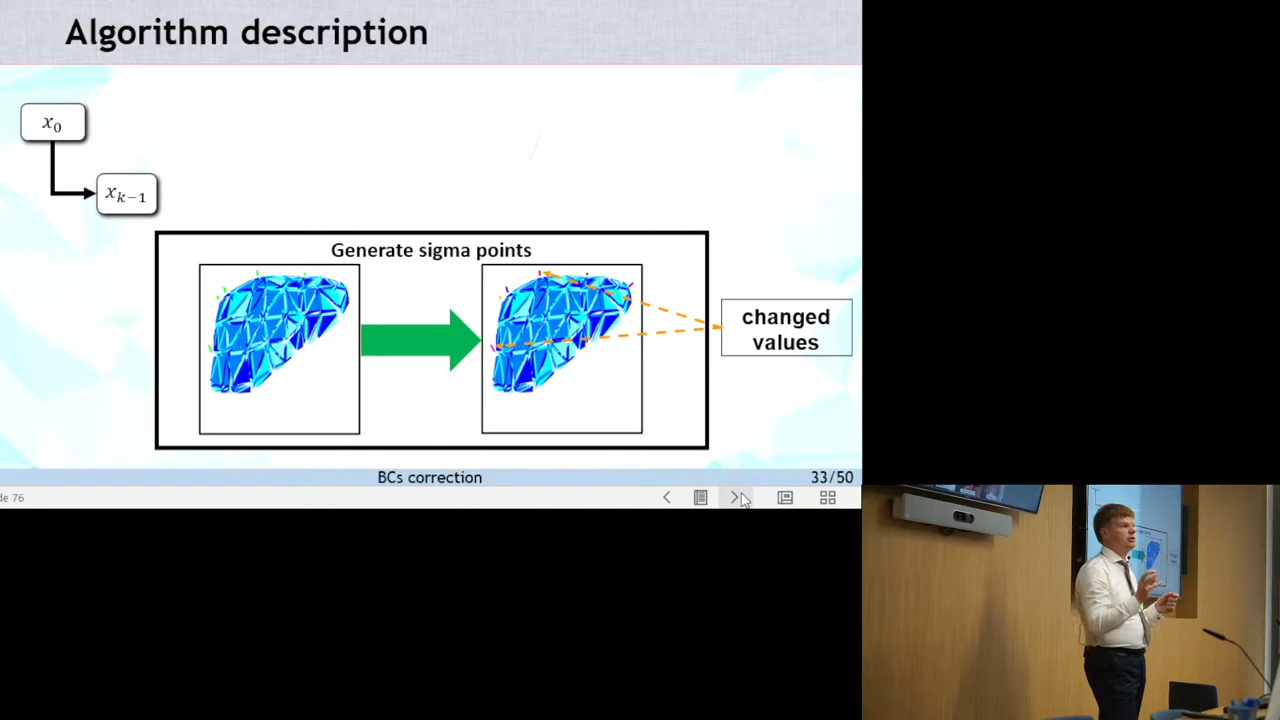 Algorithm description
x₀
xₖ₋₁
Generate sigma points
changed
values
BCs correction
33/50
de 76